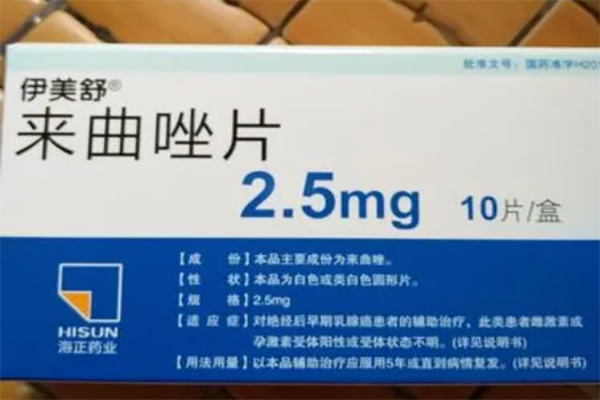 批准文号：国药准字H201
伊美舒®
来曲唑片
2.5mg 10片/盒
【成 份】本品主要成份为来曲唑。
【性 状】本品为白色或类白色圆形片。
【规 格】2.5mg
【适应症】对绝经后早期乳腺癌患者的辅助治疗，此类患者雌激素或
孕激素受体阳性或受体状态不明。(详见说明书)
【用法用量】以本品辅助治疗应服用5年或直到病情复发。(详见说明书)
HISUN
海正药业